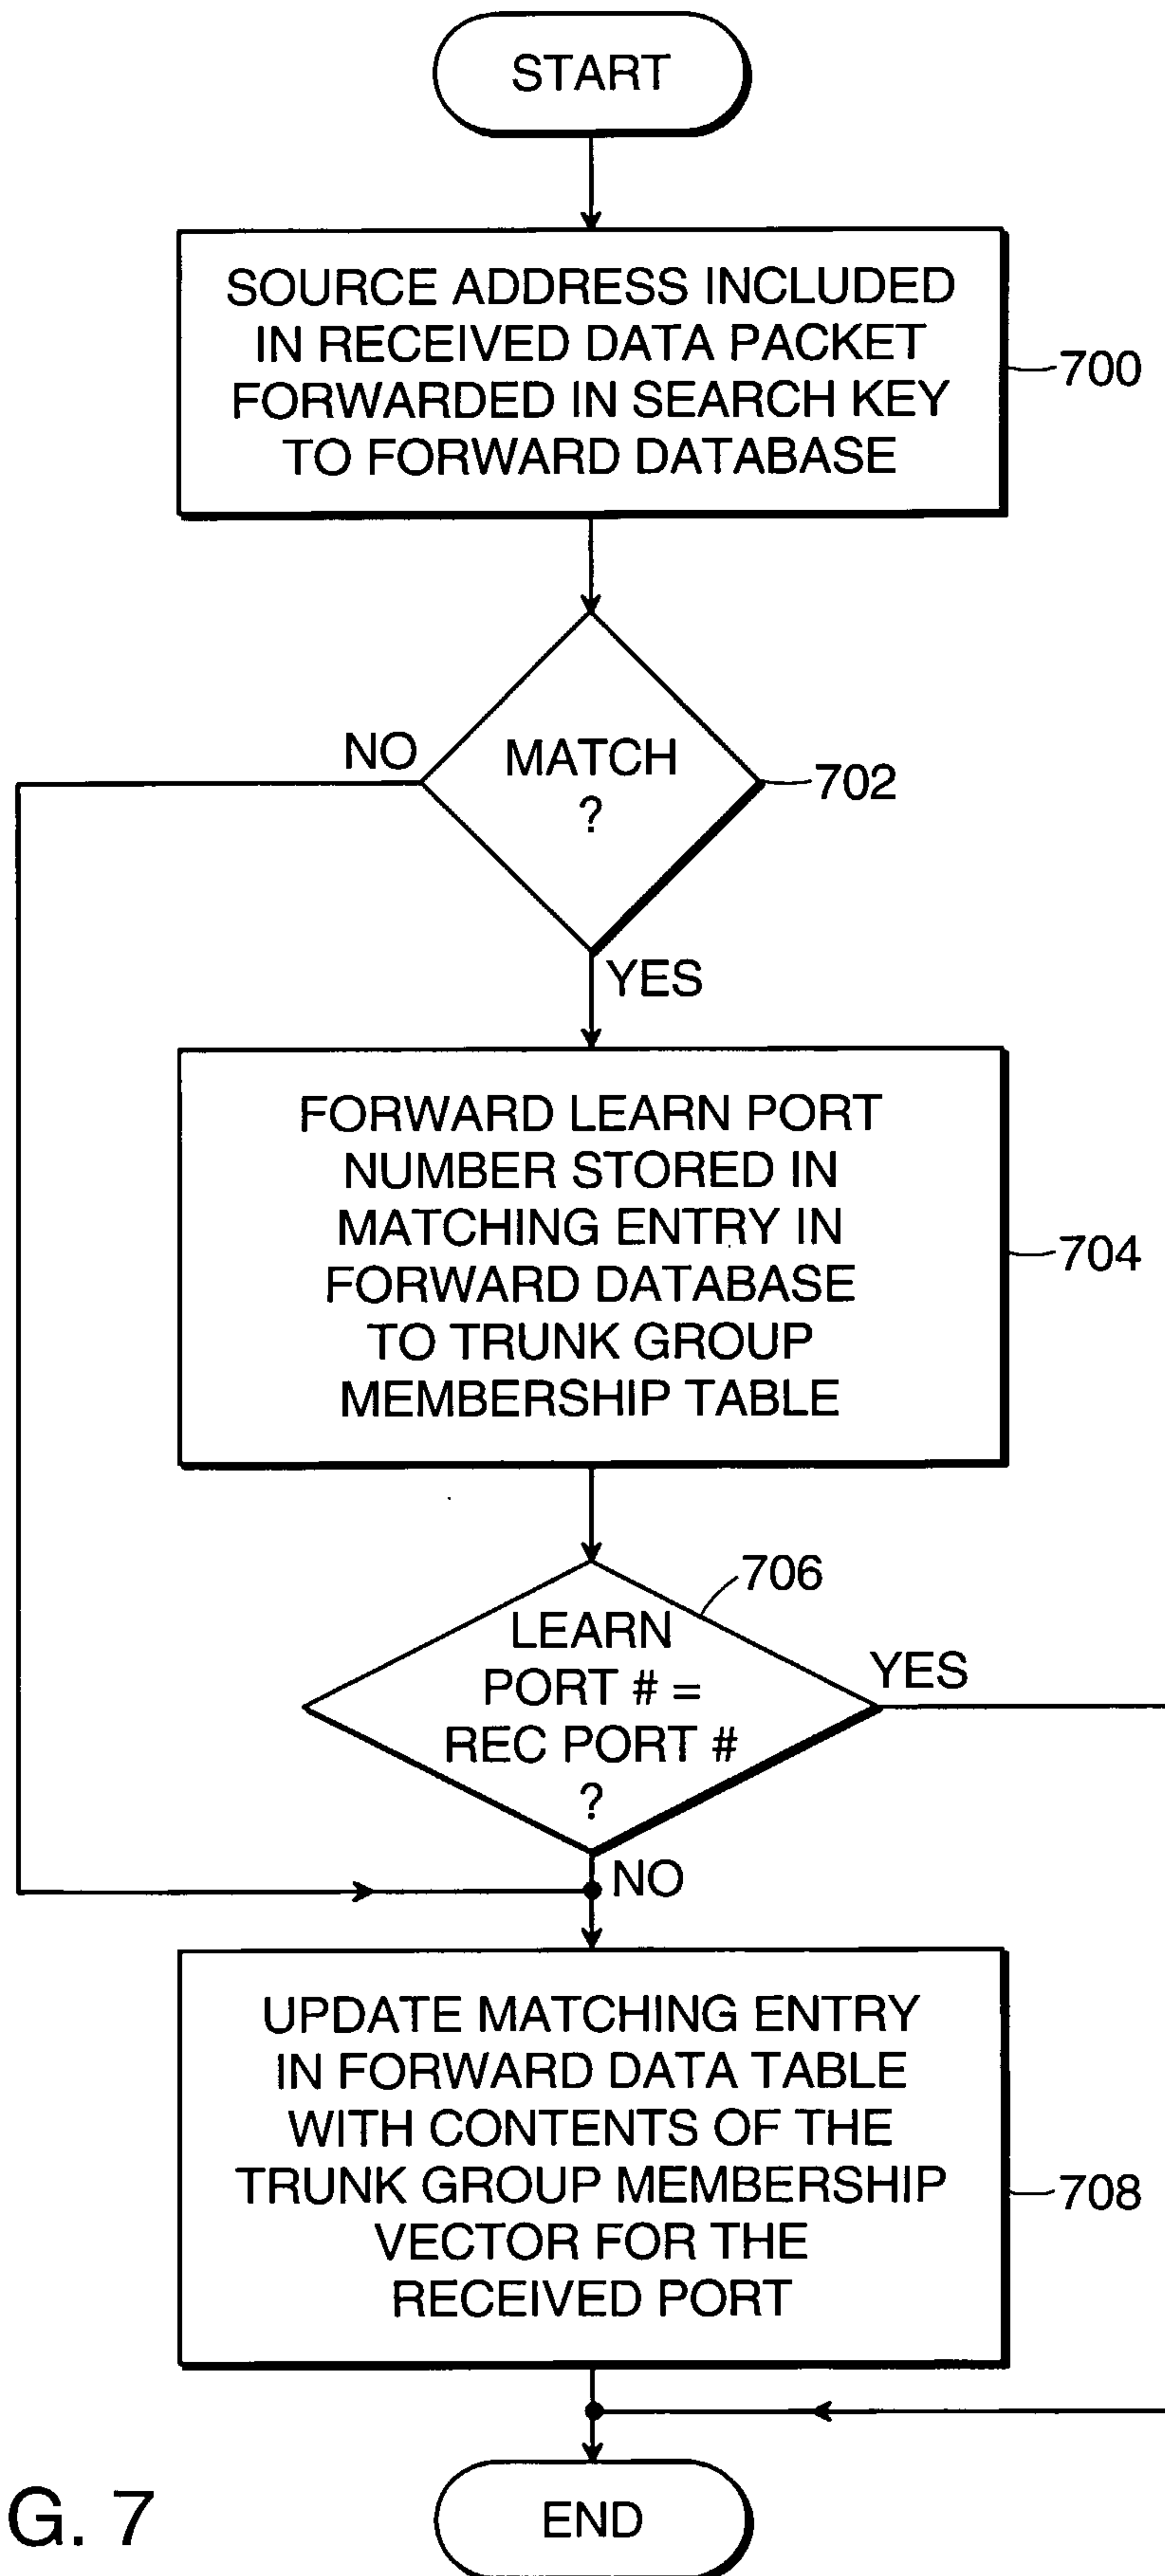 START
SOURCE ADDRESS INCLUDED
IN RECEIVED DATA PACKET
FORWARDED IN SEARCH KEY
TO FORWARD DATABASE
700
NO
MATCH
?
702
YES
FORWARD LEARN PORT
NUMBER STORED IN
MATCHING ENTRY IN
FORWARD DATABASE
TO TRUNK GROUP
MEMBERSHIP TABLE
704
706
LEARN
PORT # =
REC PORT #
?
YES
NO
UPDATE MATCHING ENTRY
IN FORWARD DATA TABLE
WITH CONTENTS OF THE
TRUNK GROUP MEMBERSHIP
VECTOR FOR THE
RECEIVED PORT
708
END
G. 7